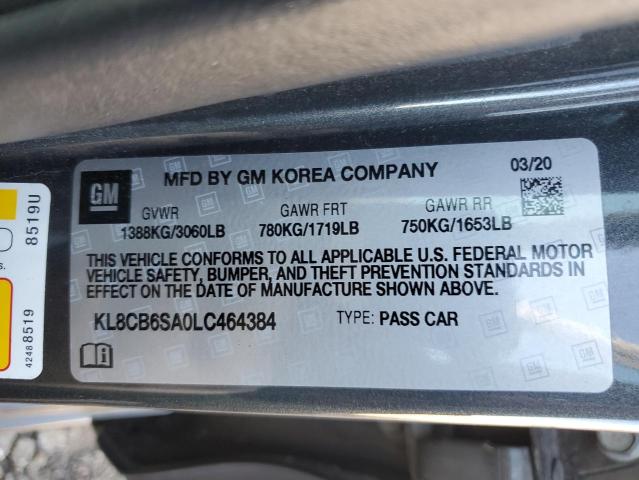 GM
MFD BY GM KOREA COMPANY
03/20
GVWR GAWR FRT GAWR RR
1388KG/3060LB 780KG/1719LB 750KG/1653LB
THIS VEHICLE CONFORMS TO ALL APPLICABLE U.S. FEDERAL MOTOR
VEHICLE SAFETY, BUMPER, AND THEFT PREVENTION STANDARDS IN
EFFECT ON THE DATE OF MANUFACTURE SHOWN ABOVE.
KL8CB6SA0LC464384 TYPE: PASS CAR
8519U
s.
42488519